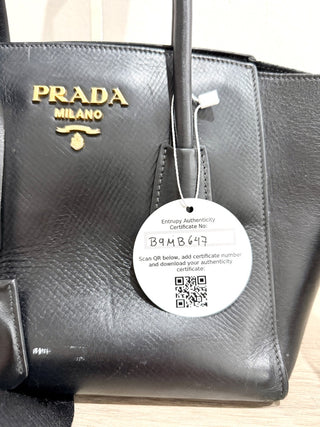 PRADA
MILANO
Entrupy Authenticity
Certificate No:
B9MB647
Scan QR below, add certificate number
and download your authenticity
certificate: